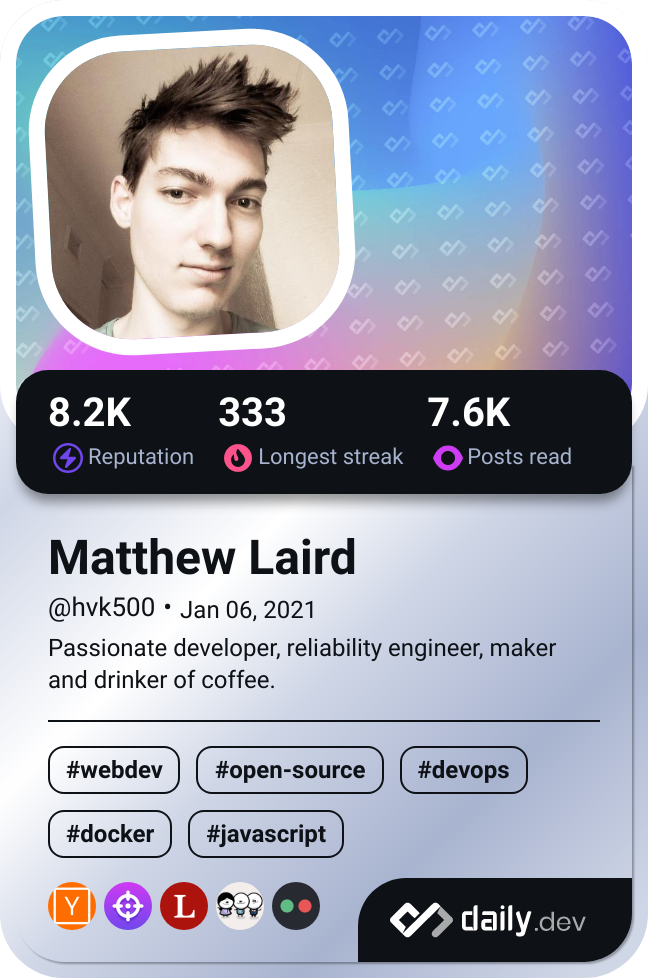 8.2K 333 7.6K
Reputation Longest streak Posts read
Matthew Laird
@hvk500 • Jan 06, 2021
Passionate developer, reliability engineer, maker
and drinker of coffee.
#webdev #open-source #devops
#docker #javascript
Y L daily.dev